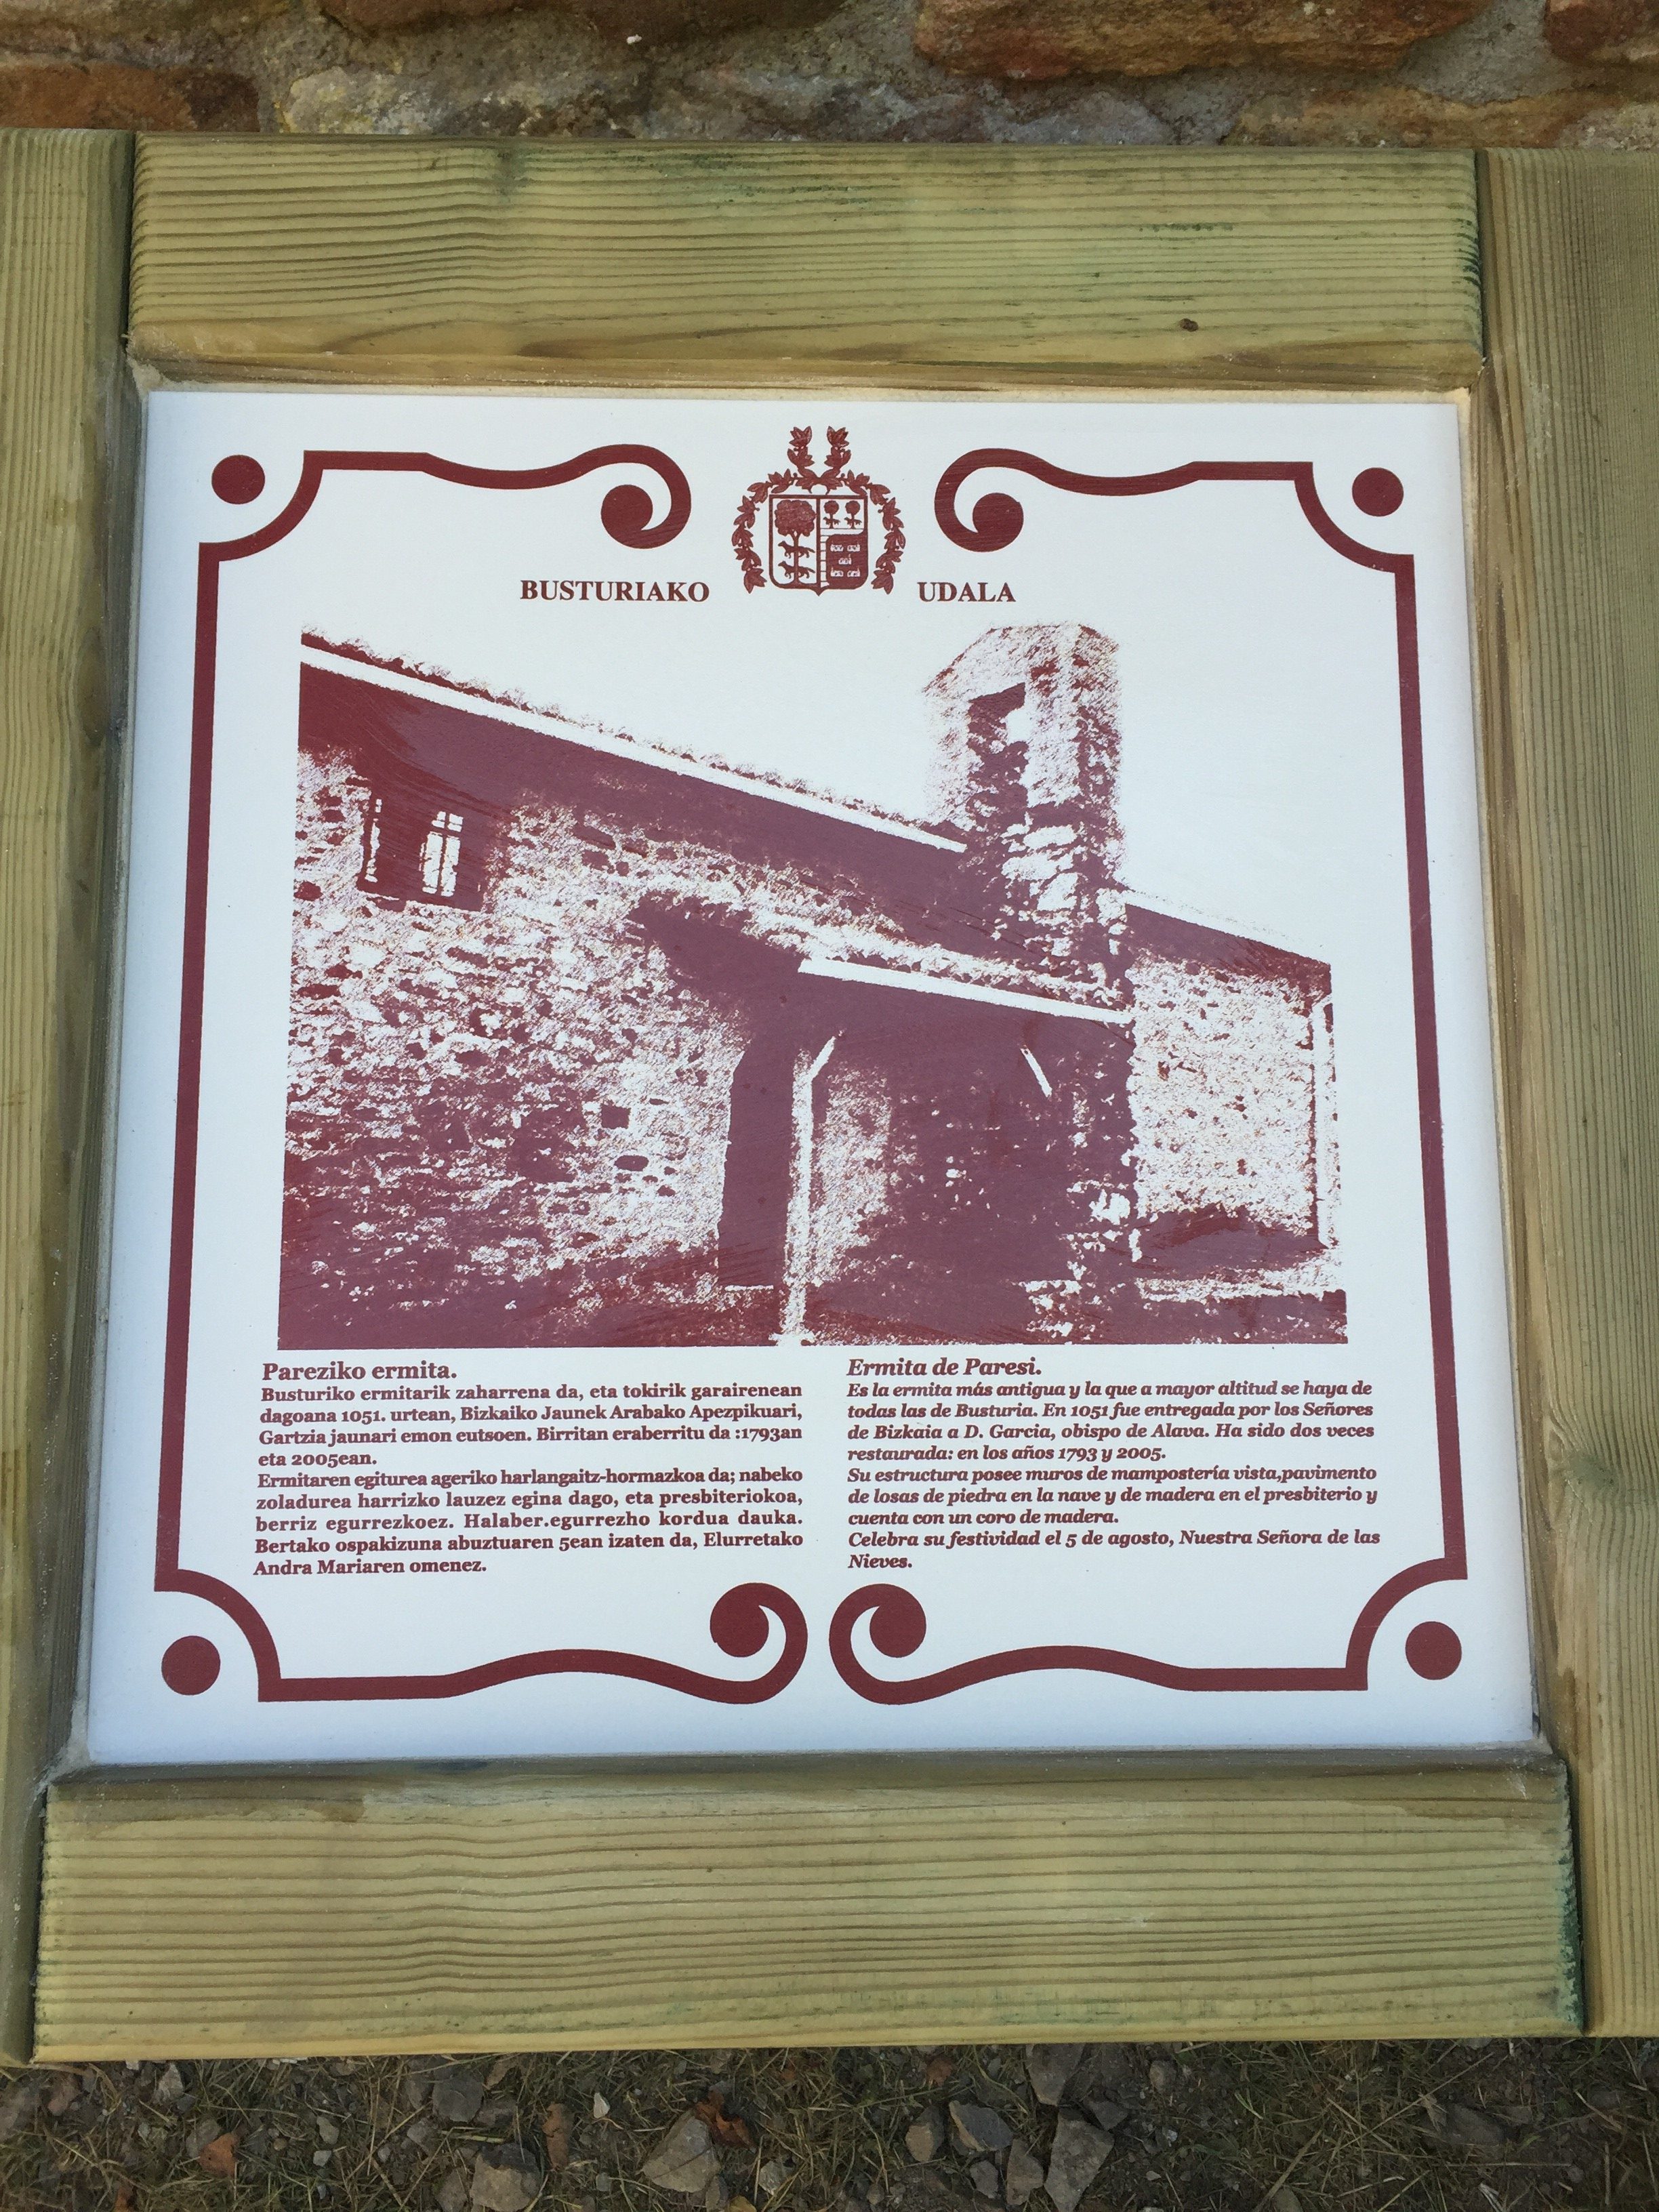 BUSTURIAKO UDALA
Pareziko ermita.
Busturiko ermitarik zaharrena da, eta tokirik garairenean
dagoana 1051. urtean, Bizkaiko Jaunek Arabako Apezpikuari,
Gartzia jaunari emon eutsoen. Birritan eraberritu da :1793an
eta 2005ean.
Ermitaren egiturea ageriko harlangaitz-hormazkoa da; nabeko
zoladurea harrizko lauzez egina dago, eta presbiteriokoa,
berriz egurrezkoez. Halaber.egurrezho kordua dauka.
Bertako ospakizuna abuztuaren 5ean izaten da, Elurretako
Andra Mariaren omenez.
Ermita de Paresi.
Es la ermita más antigua y la que a mayor altitud se haya de
todas las de Busturia. En 1051 fue entregada por los Señores
de Bizkaia a D. Garcia, obispo de Alava. Ha sido dos veces
restaurada: en los años 1793 y 2005.
Su estructura posee muros de mampostería vista,pavimento
de losas de piedra en la nave y de madera en el presbiterio y
cuenta con un coro de madera.
Celebra su festividad el 5 de agosto, Nuestra Señora de las
Nieves.